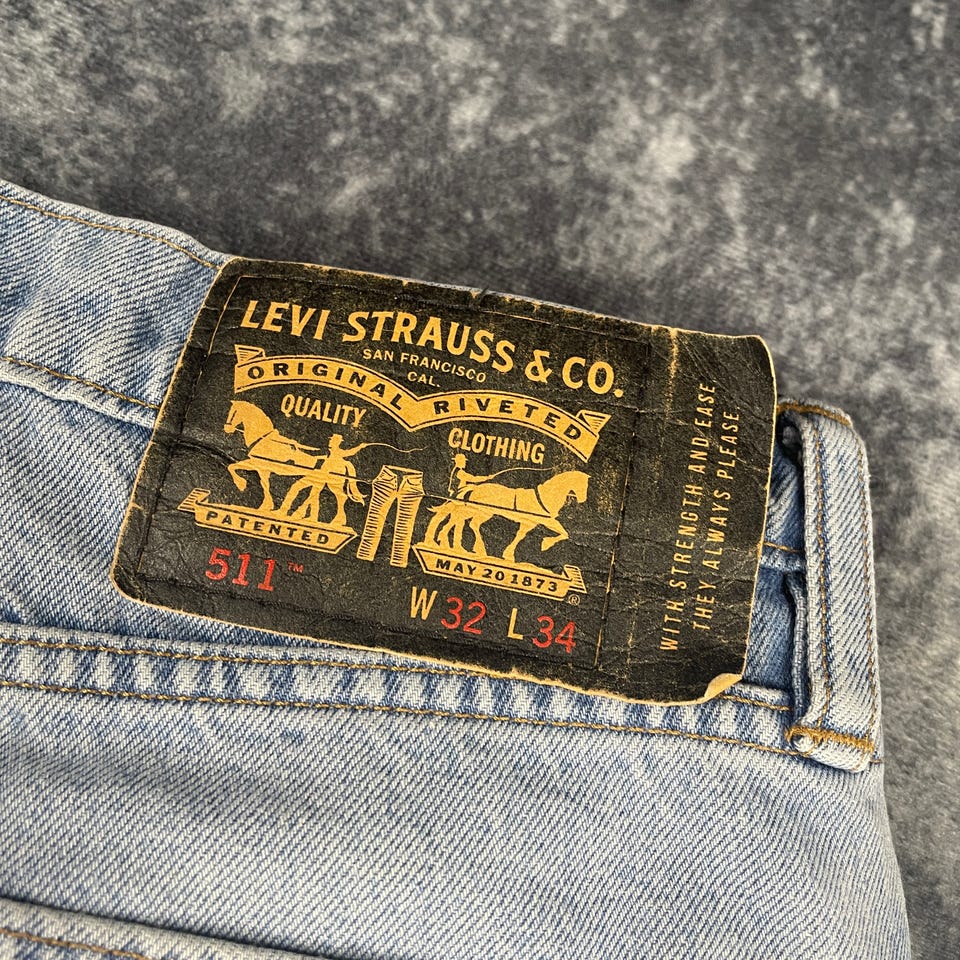 LEVI STRAUSS & CO.
SAN FRANCISCO
CAL.
ORIGINAL RIVETED
QUALITY
CLOTHING
PATENTED
MAY 20 1873
®
511™
W 32 L 34
WITH STRENGTH AND EASE,
THEY ALWAYS PLEASE.